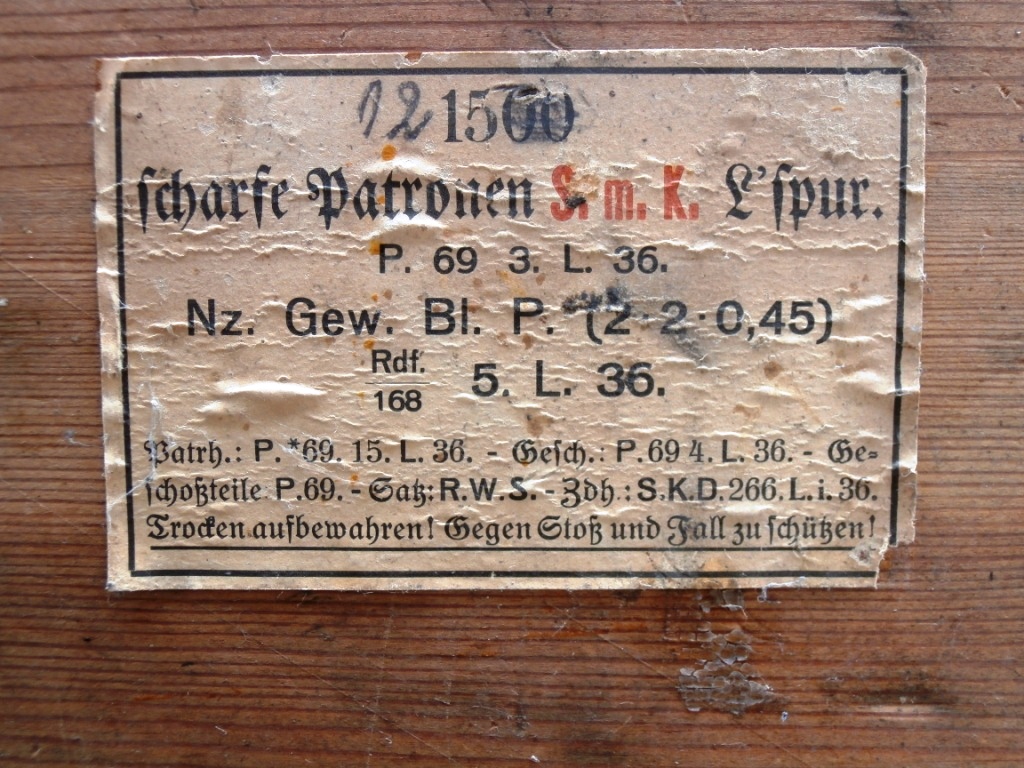 12 1500
scharfe Patronen S. m. K. L'spur.
P. 69 3. L. 36.
Nz. Gew. Bl. P. (2·2·0,45)
Rdf.
168 5. L. 36.
Patrh.: P. *69. 15. L. 36. - Gesch.: P. 69 4. L. 36. - Ge-
schoßteile P.69. - Satz: R.W.S. - Zdh.: S.K.D. 266. L. i. 36.
Trocken aufbewahren! Gegen Stoß und Fall zu schützen!